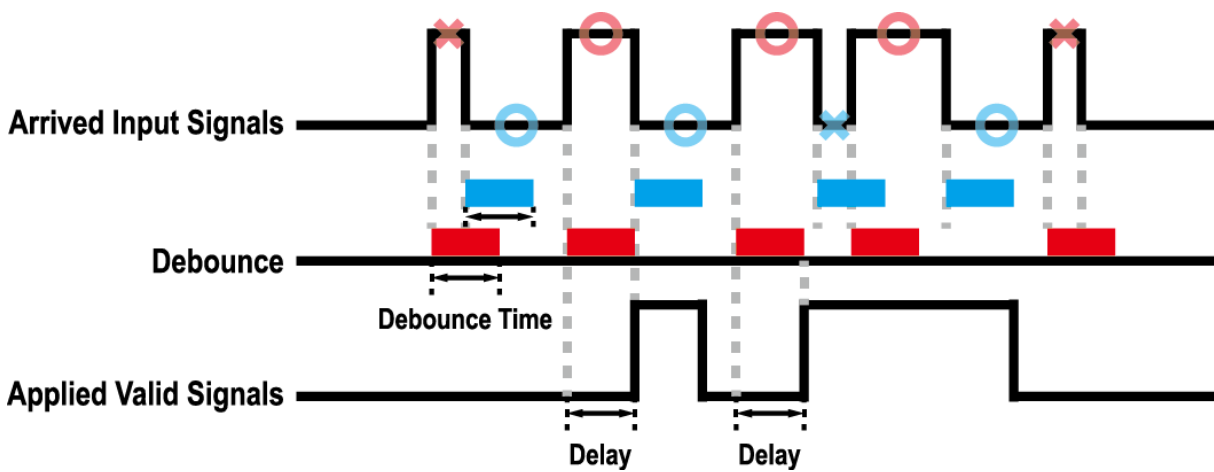 Arrived Input Signals
Debounce
Debounce Time
Applied Valid Signals
Delay
Delay